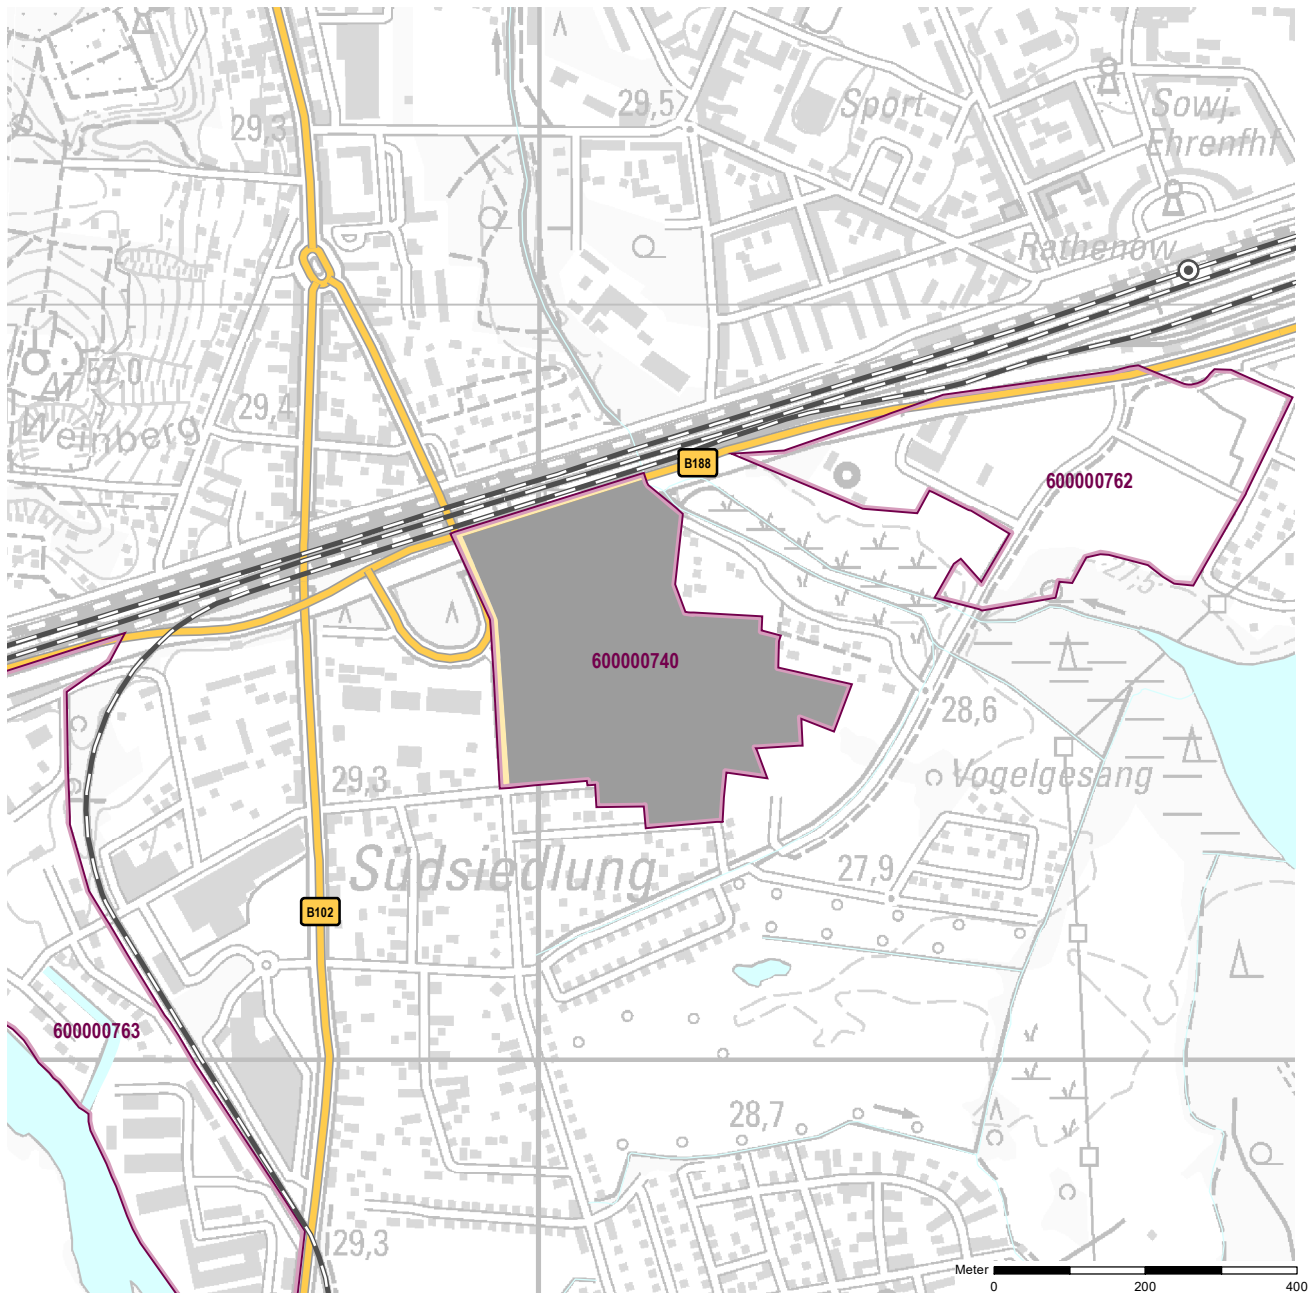 29,5
Sport
Sowj.
Ehrenfhf
29,3
Rathenow
57,0
29,4
Weinberg
B188
600000762
27,5
600000740
28,6
29,3
Vogelgesang
Südsiedlung
27,9
B102
600000763
28,7
29,3
Meter
0
200
400